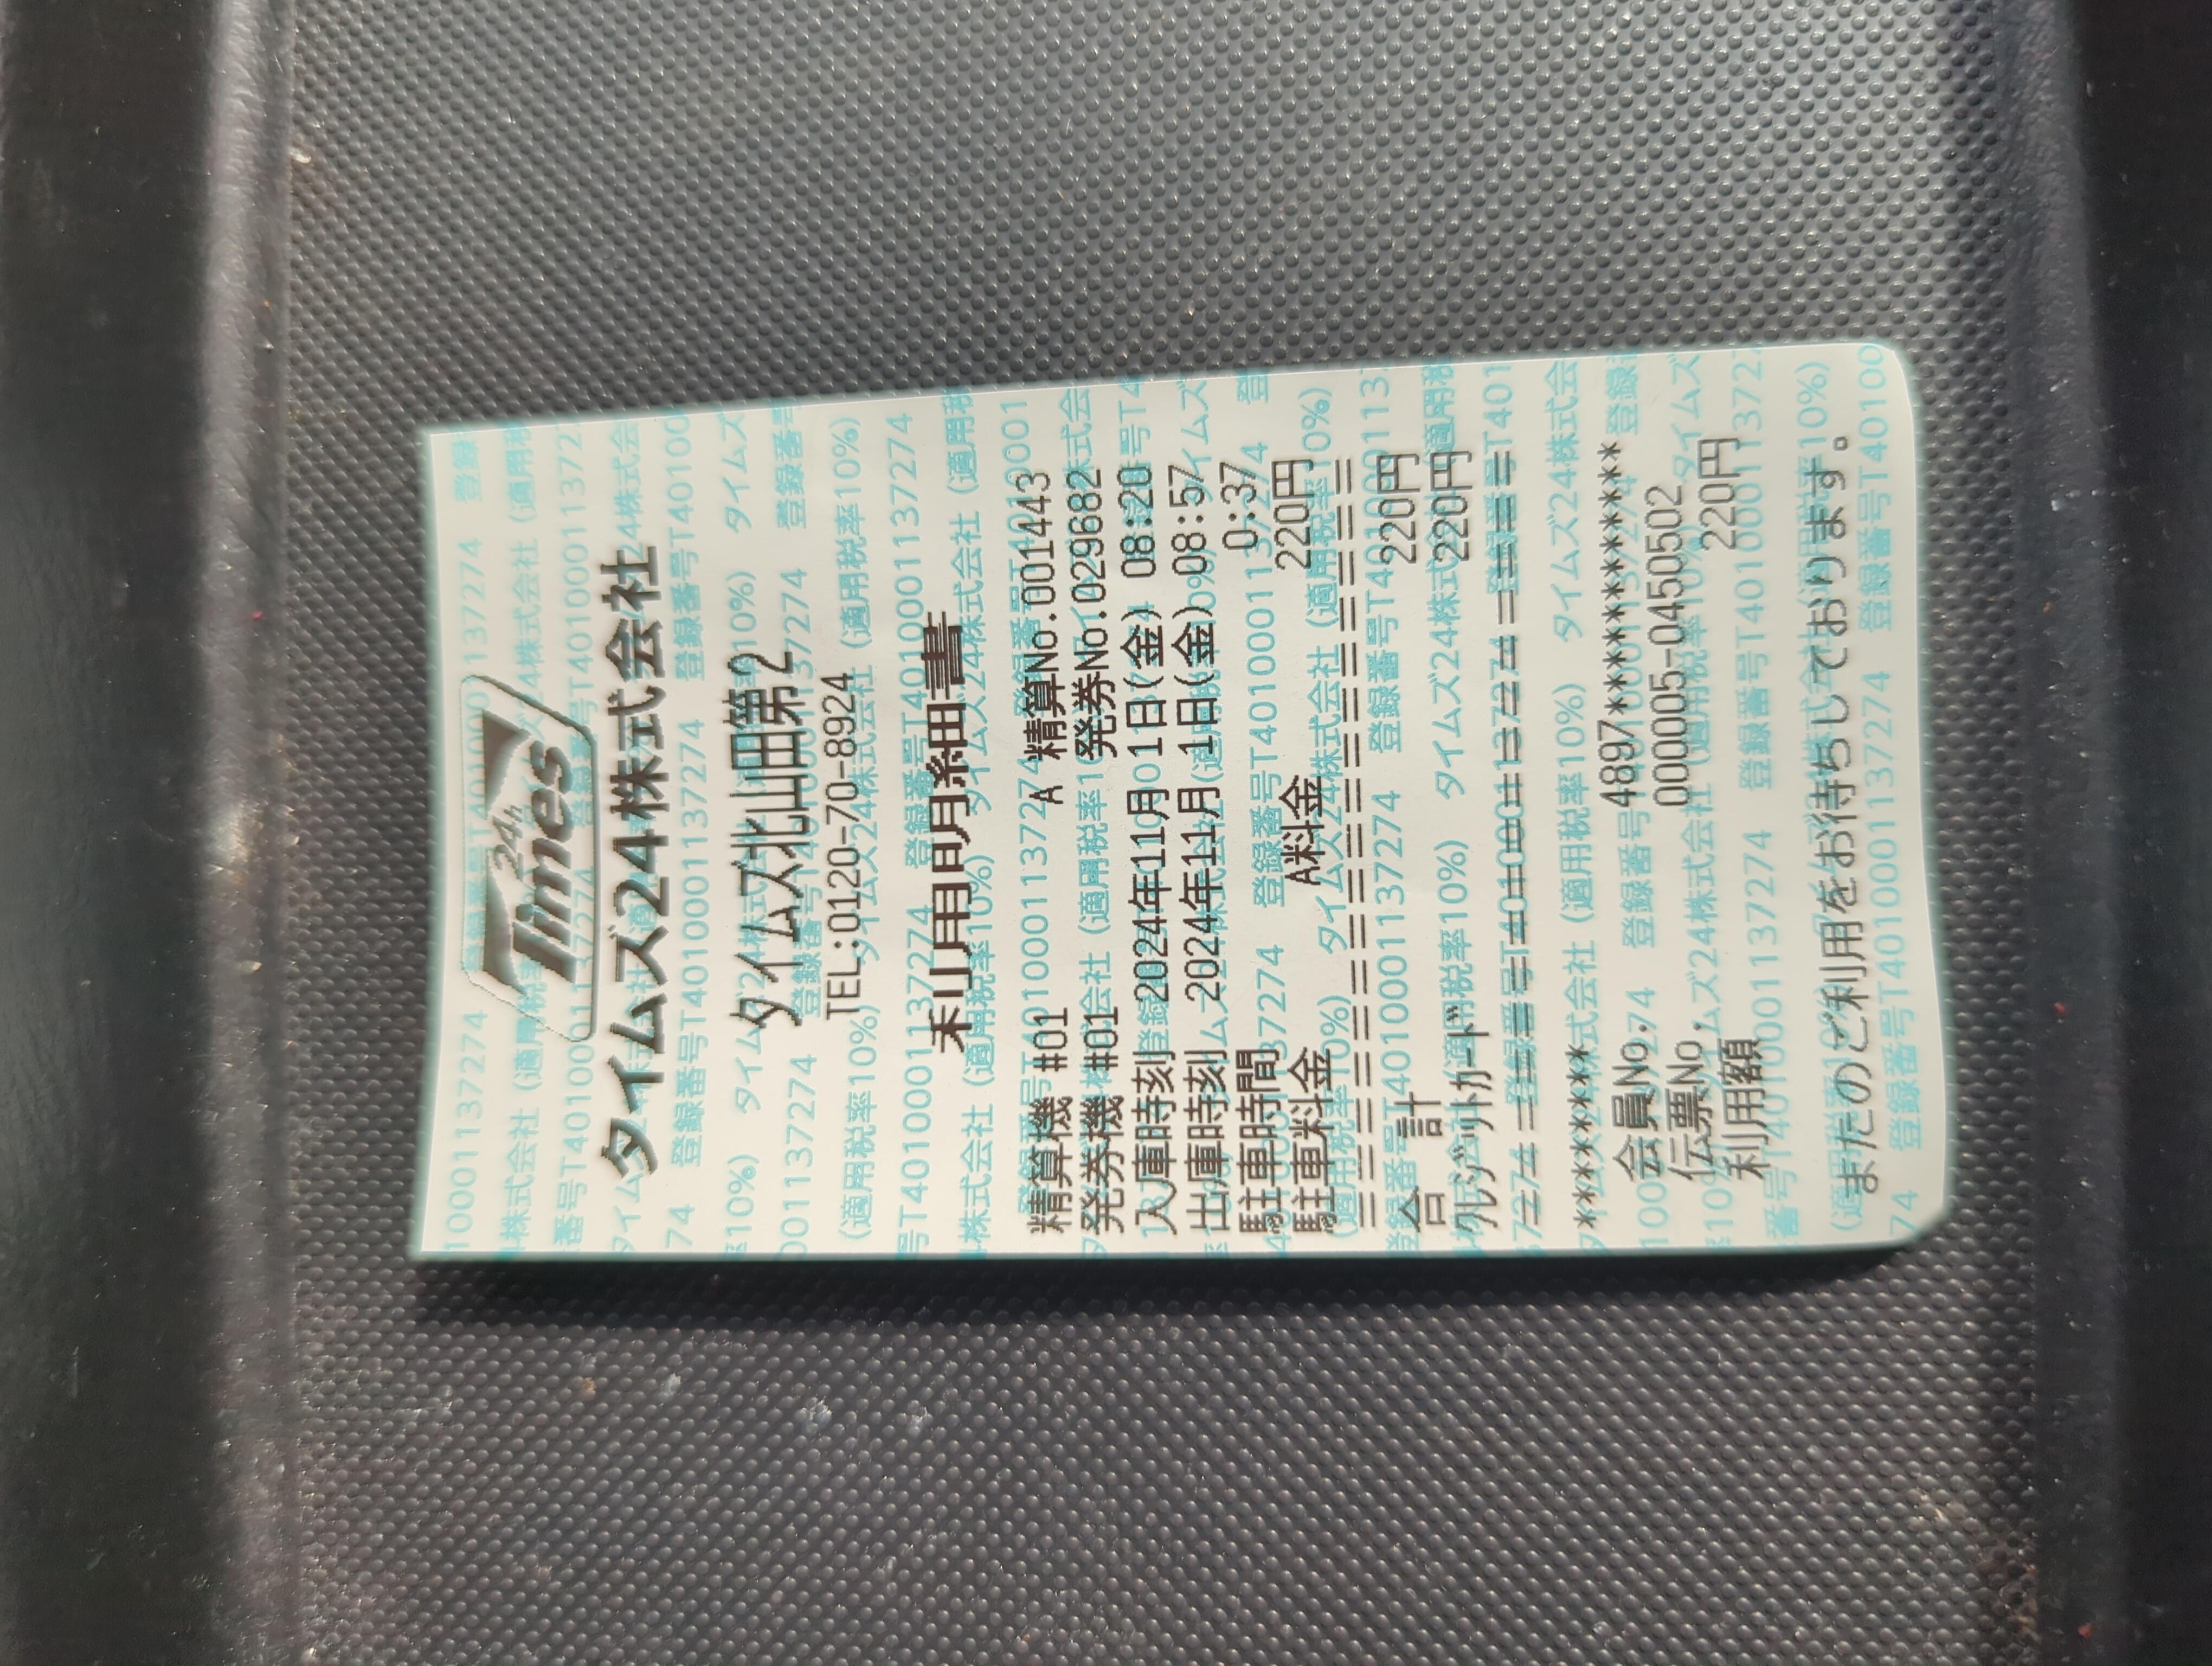 24h
Times
タイムズ24株式会社
タイムズ北山田第2
TEL:0120-70-8924
利用明細書
精算機 #01 A 精算No.001443
発券機 #01 発券No.029682
入庫時刻 2024年11月 1日(金) 08:20
出庫時刻 2024年11月 1日(金) 08:57
駐車時間 0:37
駐車料金 A料金 220円
==============================
合 計 220円
クレジットカード 220円
==============================
********
会員No. 4897************
伝票No. 000005-0450502
利用額 220円
またのご利用をお待ちしております。
タイムズ24株式会社 (適用税率10%) 登録番号T4010001137274